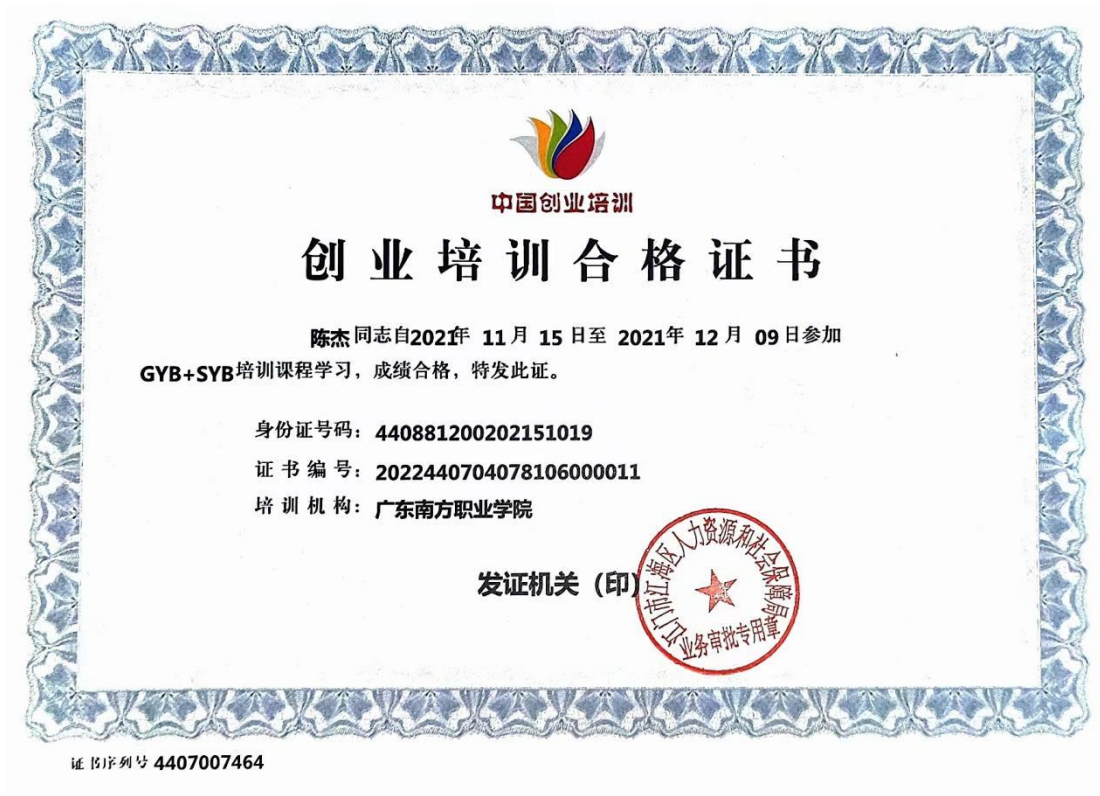 中国创业培训
创业培训合格证书
陈杰同志自2021年 11月 15日至 2021年 12月 09日参加
GYB+SYB培训课程学习，成绩合格，特发此证。
身份证号码：440881200202151019
证书编号：2022440704078106000011
培训机构：广东南方职业学院
发证机关（印）
江门市江海区人力资源和社会保障局
业务审批专用章
证书序列号 4407007464